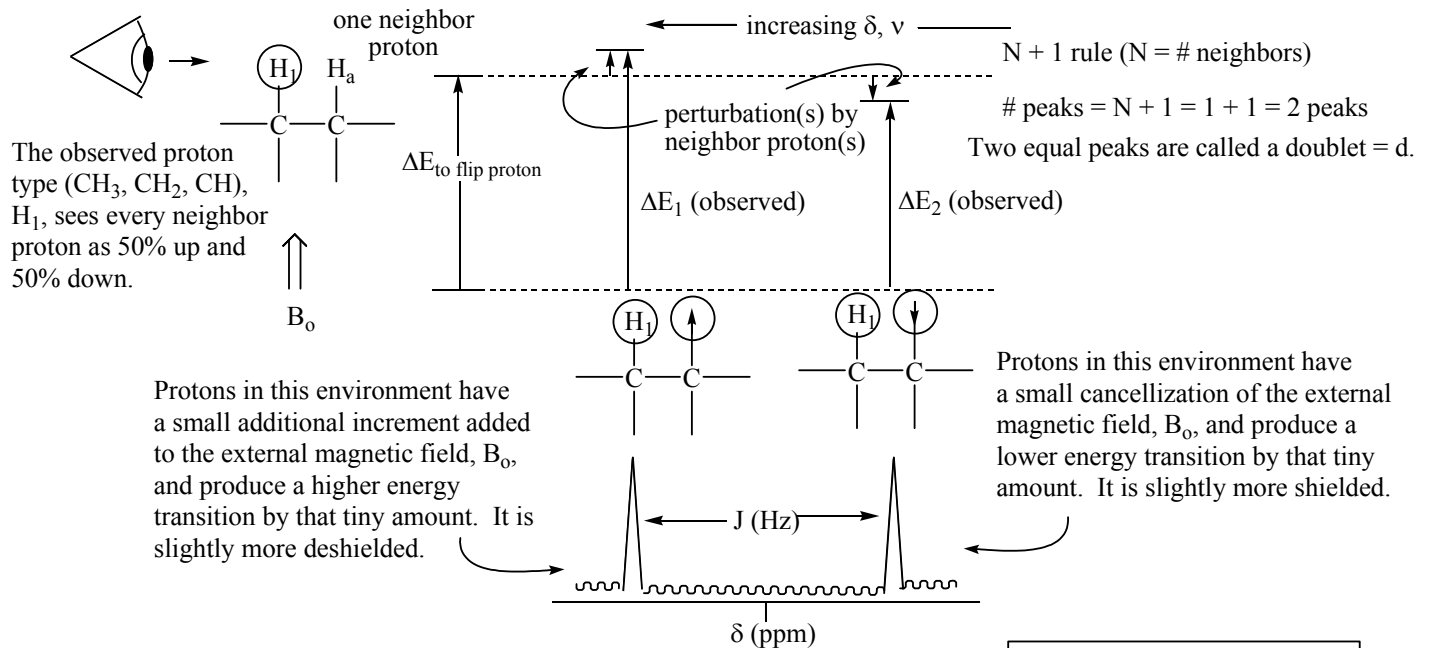 one neighbor
proton
H1 Ha
C C
The observed proton
type (CH3, CH2, CH),
H1, sees every neighbor
proton as 50% up and
50% down.
Bo
increasing δ, ν
ΔEto flip proton
perturbation(s) by
neighbor proton(s)
ΔE1 (observed)
ΔE2 (observed)
N + 1 rule (N = # neighbors)
# peaks = N + 1 = 1 + 1 = 2 peaks
Two equal peaks are called a doublet = d.
H1
C C
H1
C C
Protons in this environment have
a small additional increment added
to the external magnetic field, Bo,
and produce a higher energy
transition by that tiny amount. It is
slightly more deshielded.
Protons in this environment have
a small cancellization of the external
magnetic field, Bo, and produce a
lower energy transition by that tiny
amount. It is slightly more shielded.
J (Hz)
δ (ppm)